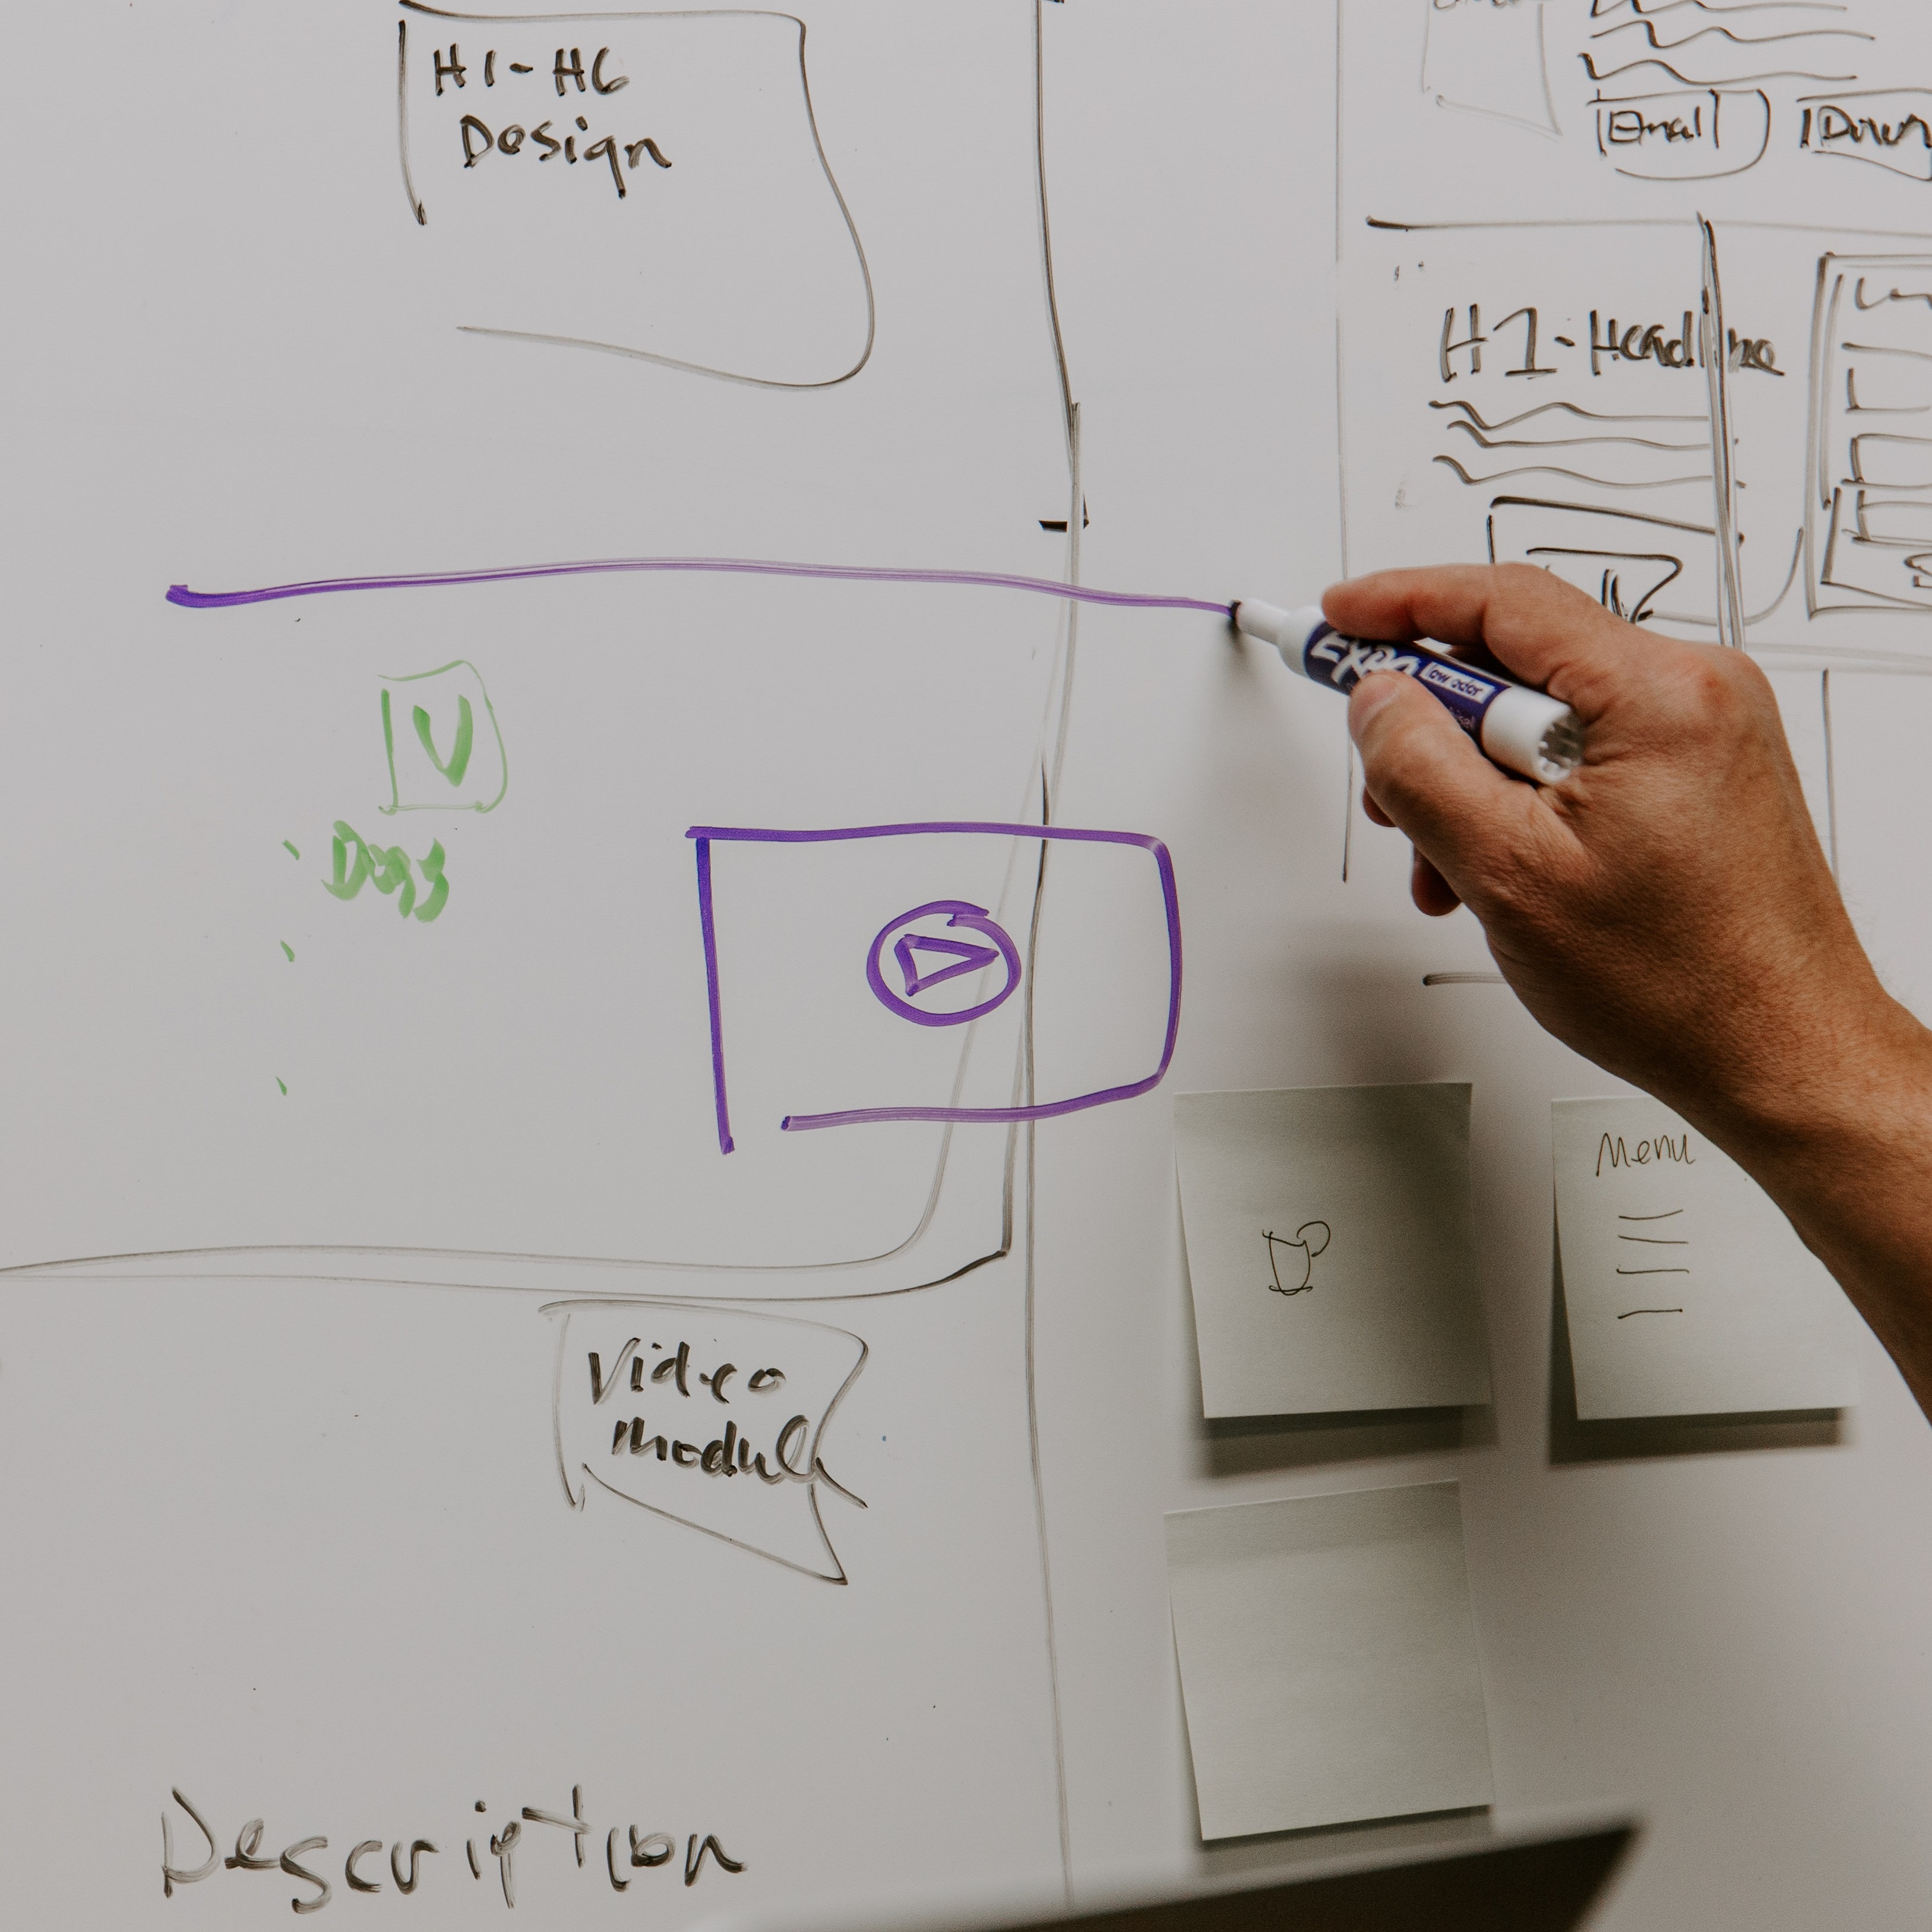 H1-H6
Design
Email
H1-Headline
Expo
low odor
V
Dogs
Menu
Video
Module
Description